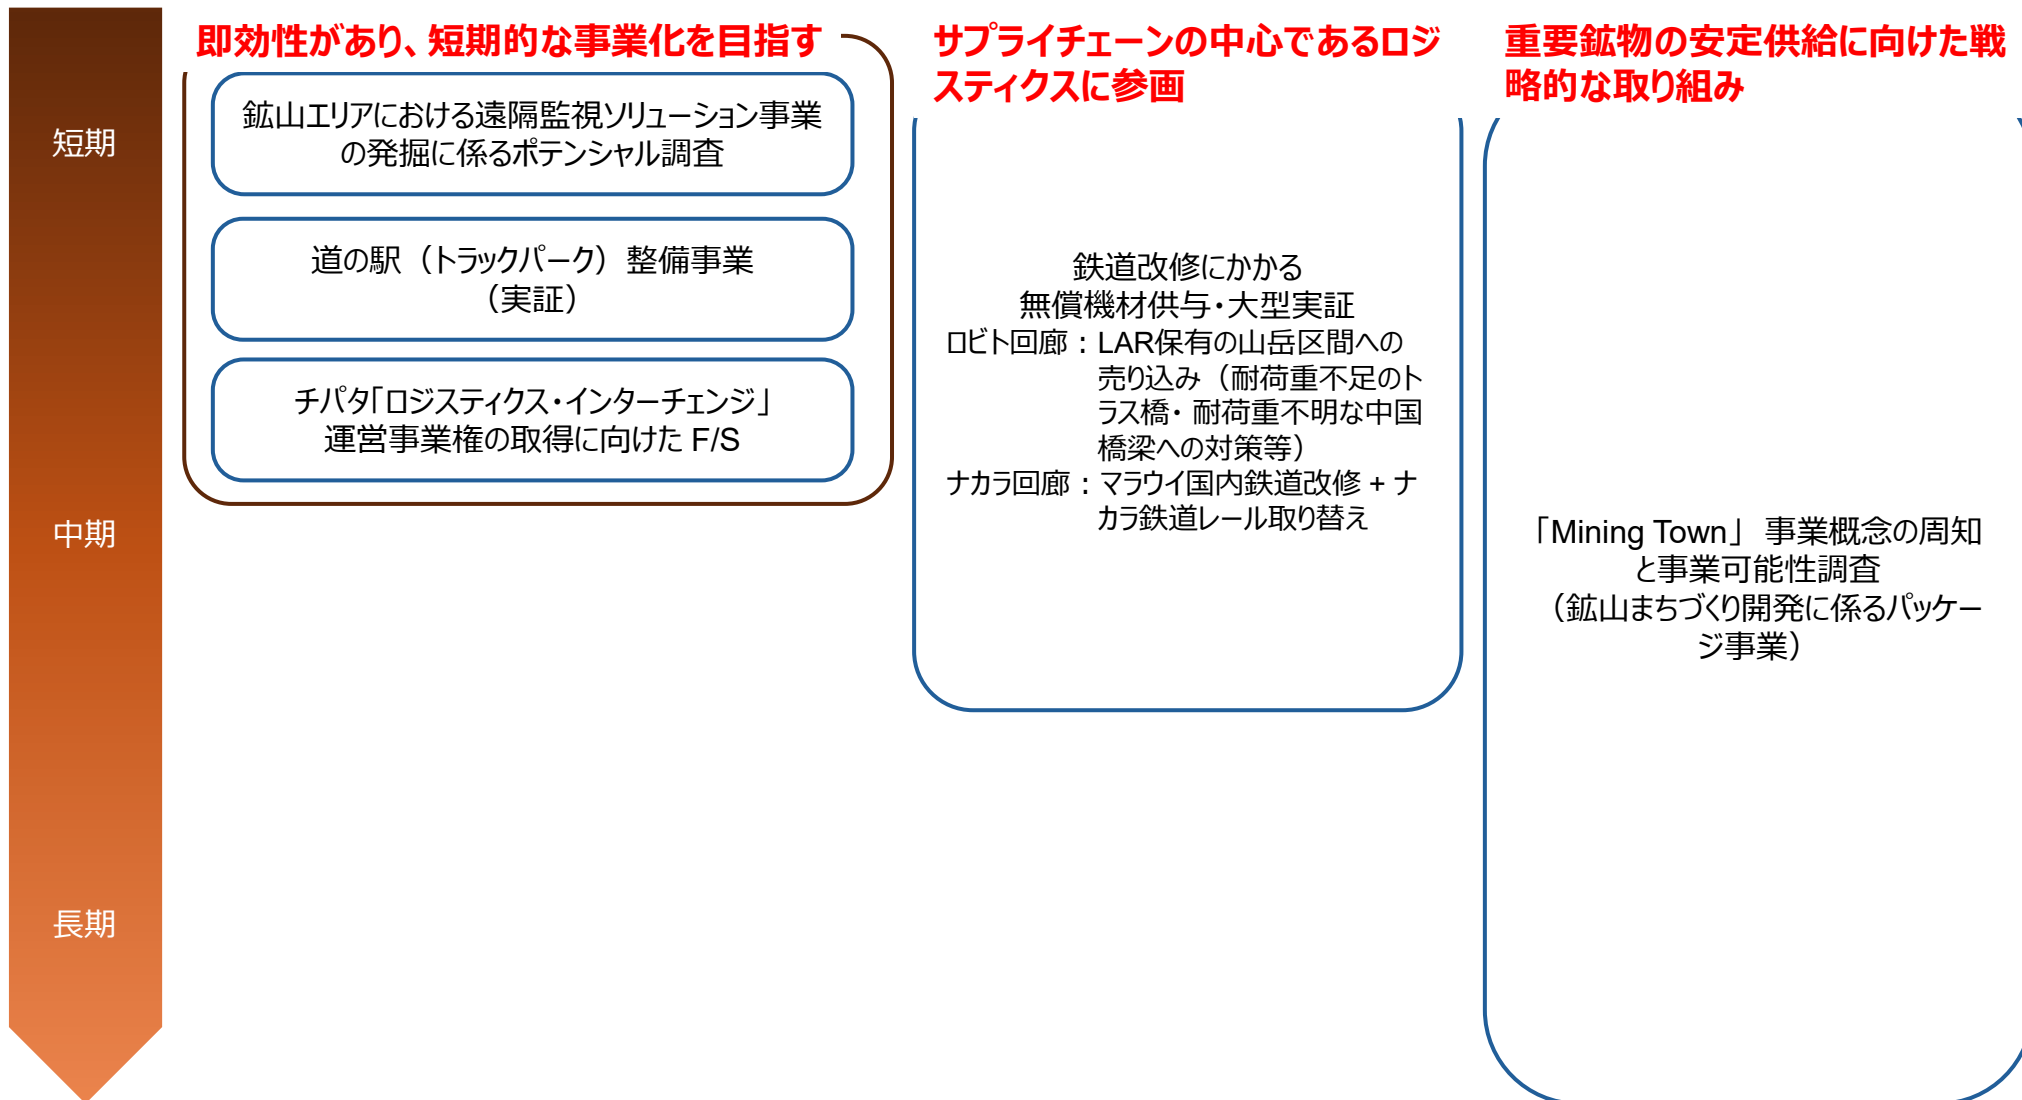 短期
中期
長期
即効性があり、短期的な事業化を目指す
鉱山エリアにおける遠隔監視ソリューション事業
の発掘に係るポテンシャル調査
道の駅（トラックパーク）整備事業
（実証）
チパタ「ロジスティクス・インターチェンジ」
運営事業権の取得に向けた F/S
サプライチェーンの中心であるロジ
スティクスに参画
鉄道改修にかかる
無償機材供与・大型実証
ロビト回廊：LAR保有の山岳区間への
売り込み（耐荷重不足のト
ラス橋・耐荷重不明な中国
橋梁への対策等）
ナカラ回廊：マラウイ国内鉄道改修 + ナ
カラ鉄道レール取り替え
重要鉱物の安定供給に向けた戦
略的な取り組み
「Mining Town」 事業概念の周知
と事業可能性調査
（鉱山まちづくり開発に係るパッケー
ジ事業）